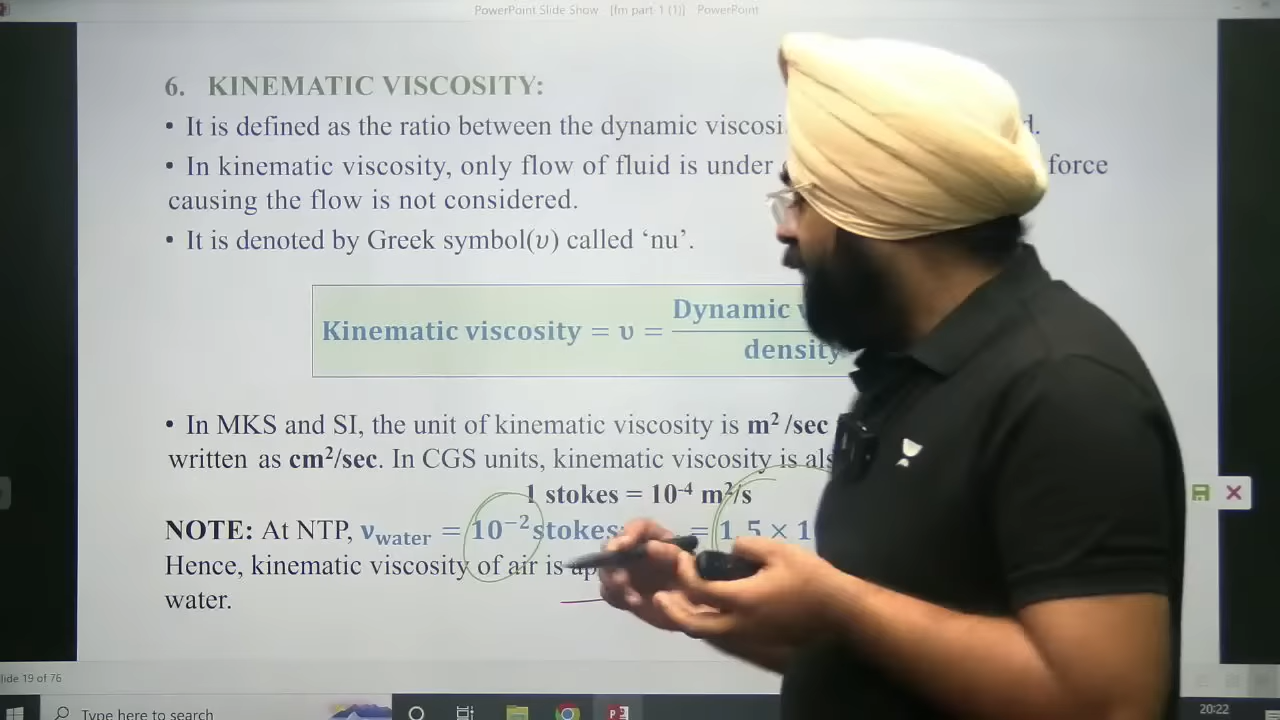 PowerPoint Slide Show - [fm part-1 (1)] - PowerPoint
6. KINEMATIC VISCOSITY:
• It is defined as the ratio between the dynamic d.
• In kinematic viscosity, only flow of fluid is under force
causing the flow is not considered.
• It is denoted by Greek symbol(υ) called ‘nu’.
Kinematic viscosity = υ = Dynamic
density
• In MKS and SI, the unit of kinematic viscosity is m² /sec
written as cm²/sec. In CGS units, kinematic viscosity is
1 stokes = 10⁻⁴ m²/s
NOTE: At NTP, ν_water = 10⁻² stokes = 1.5 ×
Hence, kinematic viscosity of air is
water.
lide 19 of 76
Type here to search
20:22